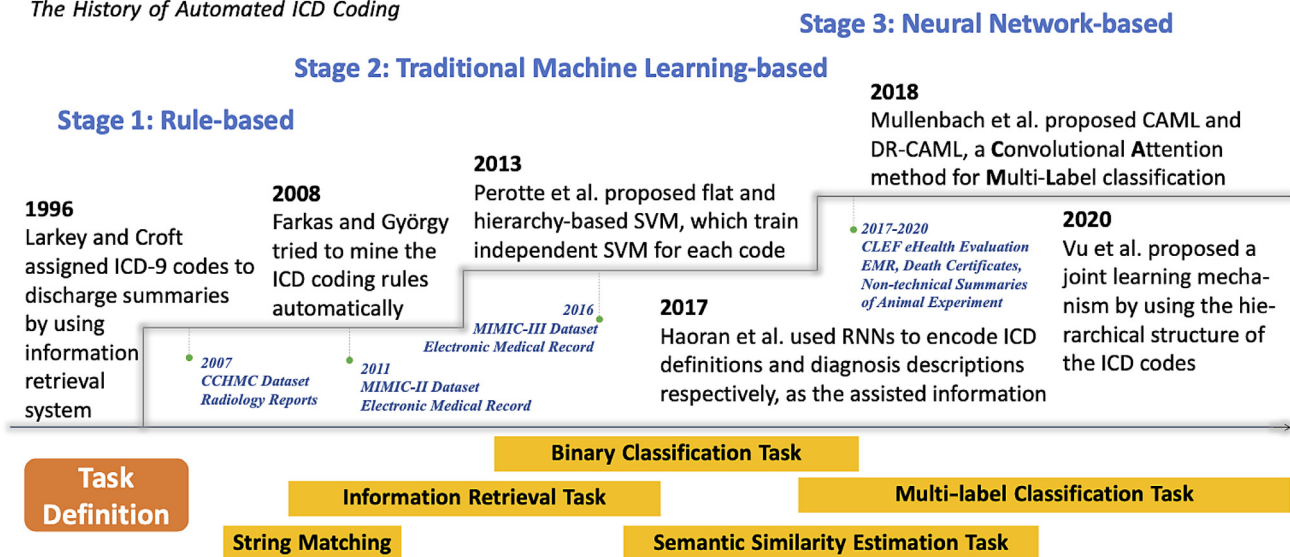 The History of Automated ICD Coding
Stage 3: Neural Network-based
Stage 2: Traditional Machine Learning-based
Stage 1: Rule-based
1996
Larkey and Croft
assigned ICD-9 codes to
discharge summaries
by using
information
retrieval
system
2008
Farkas and György
tried to mine the
ICD coding rules
automatically
2013
Perotte et al. proposed flat and
hierarchy-based SVM, which train
independent SVM for each code
2018
Mullenbach et al. proposed CAML and
DR-CAML, a Convolutional Attention
method for Multi-Label classification
2007
CCHMC Dataset
Radiology Reports
2011
MIMIC-II Dataset
Electronic Medical Record
2016
MIMIC-III Dataset
Electronic Medical Record
2017
Haoran et al. used RNNs to encode ICD
definitions and diagnosis descriptions
respectively, as the assisted information
2017-2020
CLEF eHealth Evaluation
EMR, Death Certificates,
Non-technical Summaries
of Animal Experiment
2020
Vu et al. proposed a
joint learning mecha-
nism by using the hie-
rarchical structure of
the ICD codes
Task
Definition
Binary Classification Task
Information Retrieval Task
Multi-label Classification Task
String Matching
Semantic Similarity Estimation Task